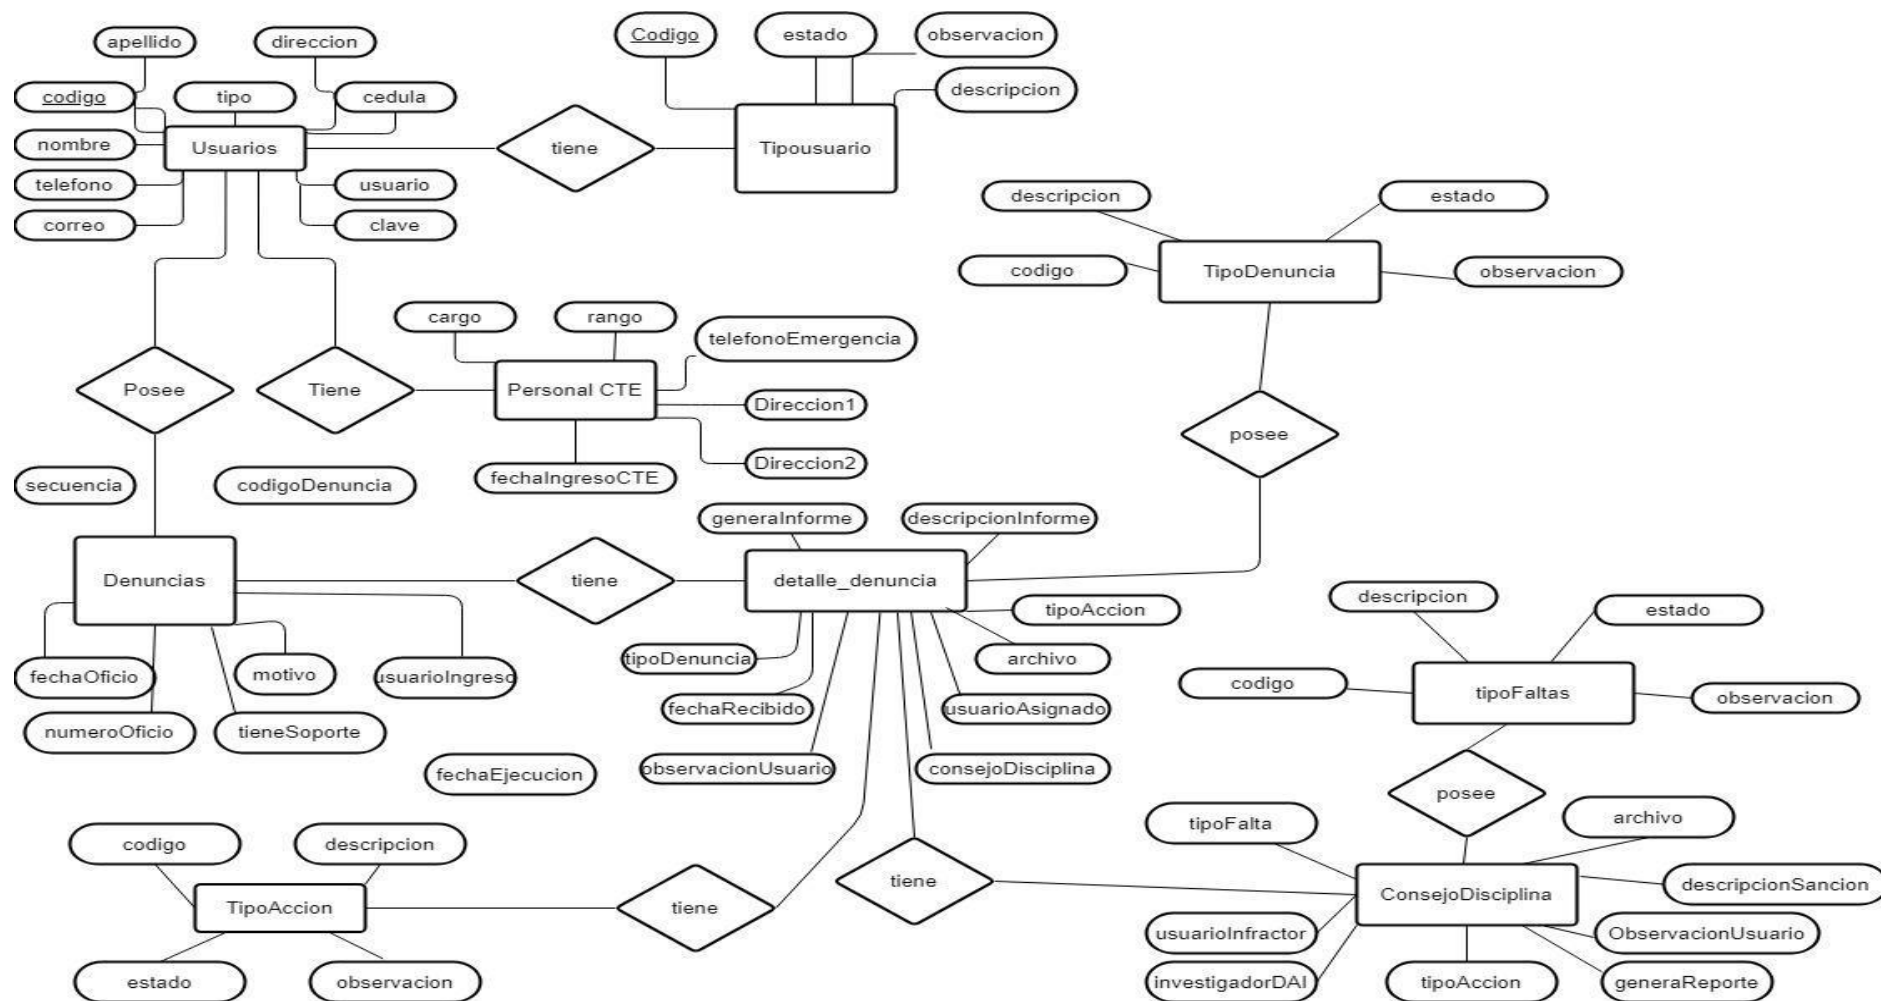 apellido
direccion
Codigo
estado
observacion
codigo
tipo
cedula
descripcion
nombre
Usuarios
tiene
Tipousuario
telefono
usuario
correo
clave
descripcion
estado
codigo
TipoDenuncia
observacion
cargo
rango
telefonoEmergencia
Posee
Tiene
Personal CTE
Direccion1
Direccion2
posee
secuencia
codigoDenuncia
fechaIngresoCTE
generaInforme
descripcionInforme
Denuncias
tiene
detalle_denuncia
descripcion
estado
tipoAccion
tipoDenuncia
archivo
fechaOficio
motivo
usuarioIngreso
codigo
tipoFaltas
observacion
fechaRecibido
usuarioAsignado
numeroOficio
tieneSoporte
fechaEjecucion
observacionUsuario
consejoDisciplina
posee
tipoFalta
archivo
codigo
descripcion
tiene
descripcionSancion
TipoAccion
tiene
ConsejoDisciplina
usuarioInfractor
ObservacionUsuario
estado
observacion
investigadorDAI
tipoAccion
generaReporte